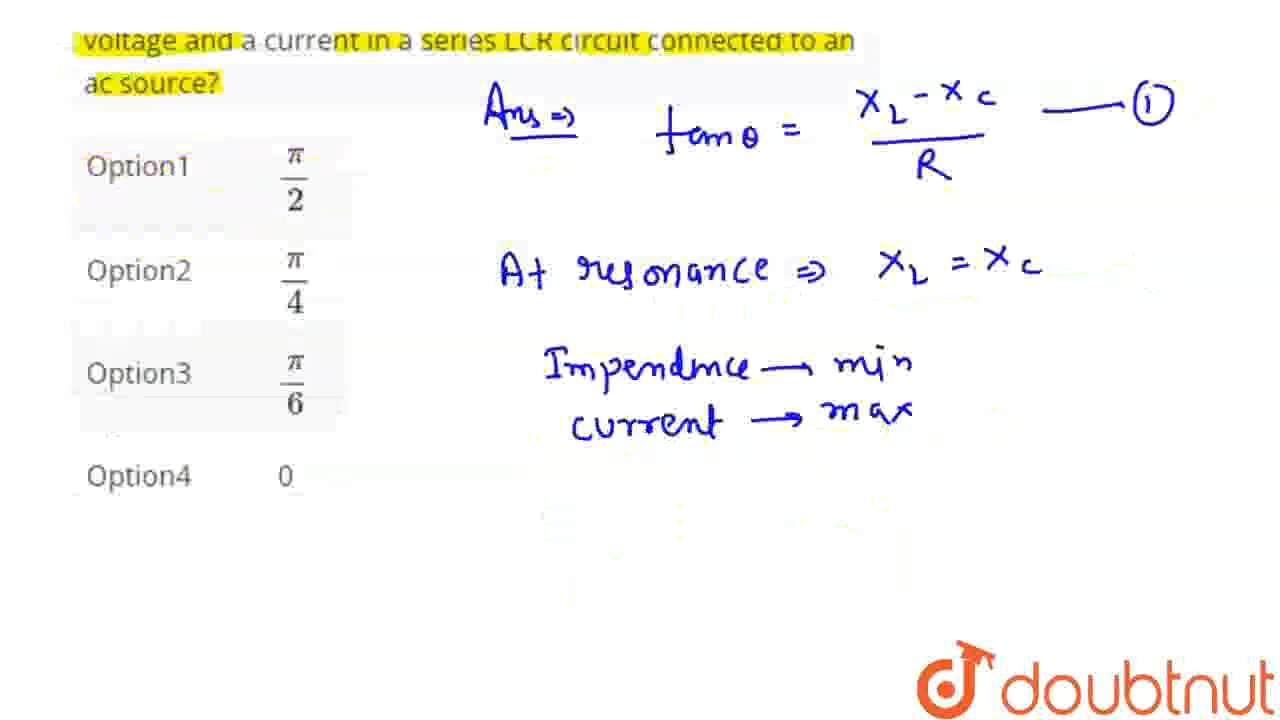 voltage and a current in a series LCR circuit connected to an
ac source?
Ans ⇒ tanθ = (X_L - X_C) / R —— ①
Option1 π/2
Option2 π/4
At resonance ⇒ X_L = X_C
Option3 π/6
Impendnce → min
current → max
Option4 0
doubtnut